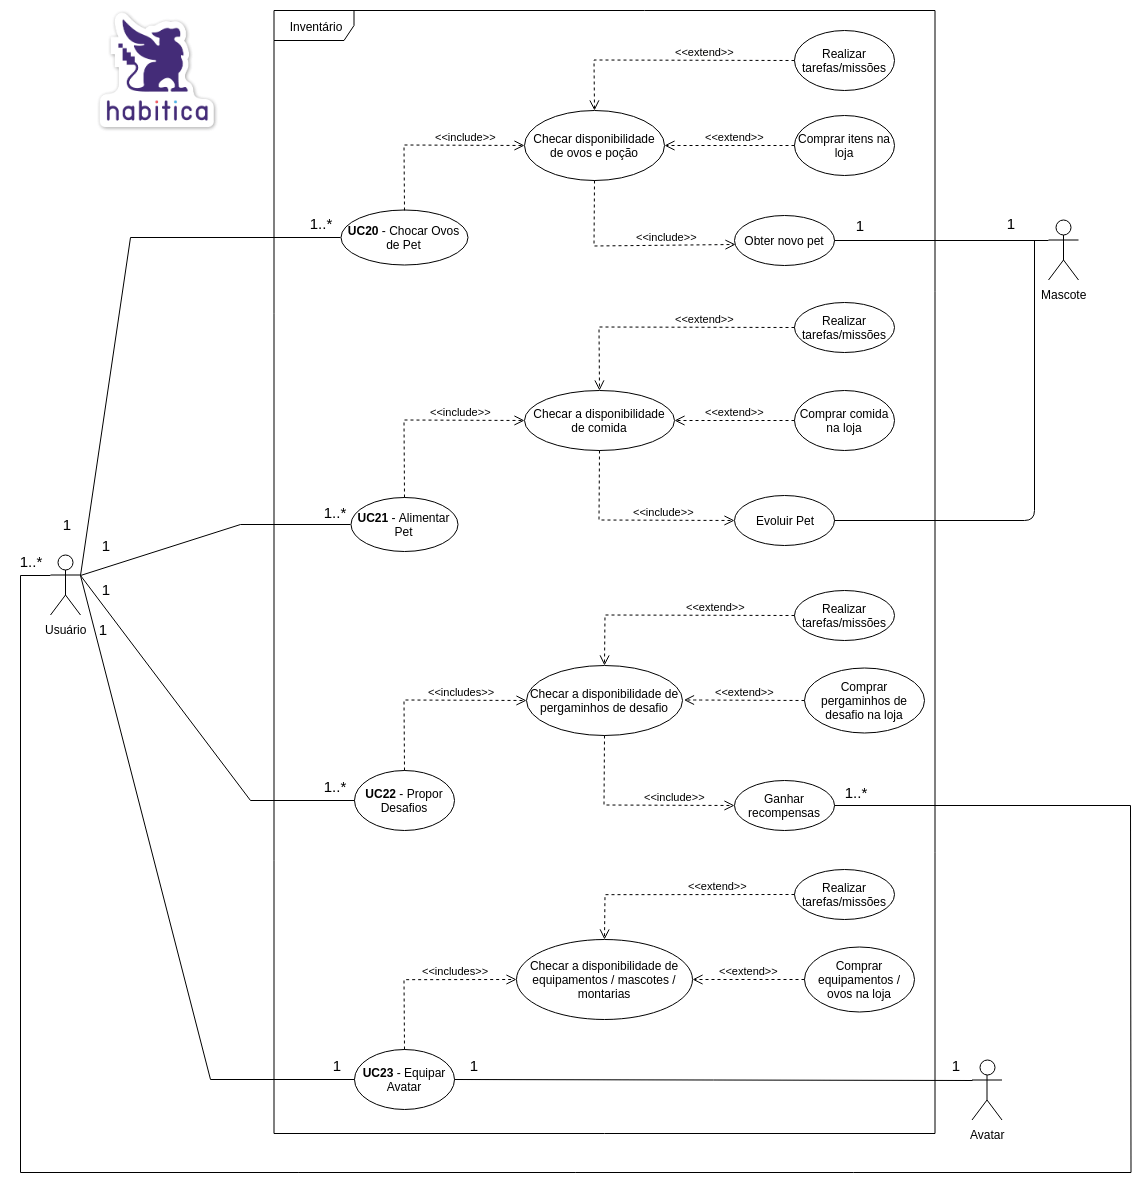 habitica
Inventário
<<extend>>
Realizar
tarefas/missões
<<include>>
Checar disponibilidade
de ovos e poção
<<extend>>
Comprar itens na
loja
1..*
UC20 - Chocar Ovos
de Pet
<<include>>
Obter novo pet
1
1
Mascote
<<extend>>
Realizar
tarefas/missões
<<include>>
Checar a disponibilidade
de comida
<<extend>>
Comprar comida
na loja
1..*
UC21 - Alimentar
Pet
<<include>>
Evoluir Pet
1
1
1..*
1
Usuário
1
<<extend>>
Realizar
tarefas/missões
<<includes>>
Checar a disponibilidade de
pergaminhos de desafio
<<extend>>
Comprar
pergaminhos de
desafio na loja
1..*
UC22 - Propor
Desafios
<<include>>
Ganhar
recompensas
1..*
<<extend>>
Realizar
tarefas/missões
<<includes>>
Checar a disponibilidade de
equipamentos / mascotes /
montarias
<<extend>>
Comprar
equipamentos /
ovos na loja
1
UC23 - Equipar
Avatar
1
1
Avatar